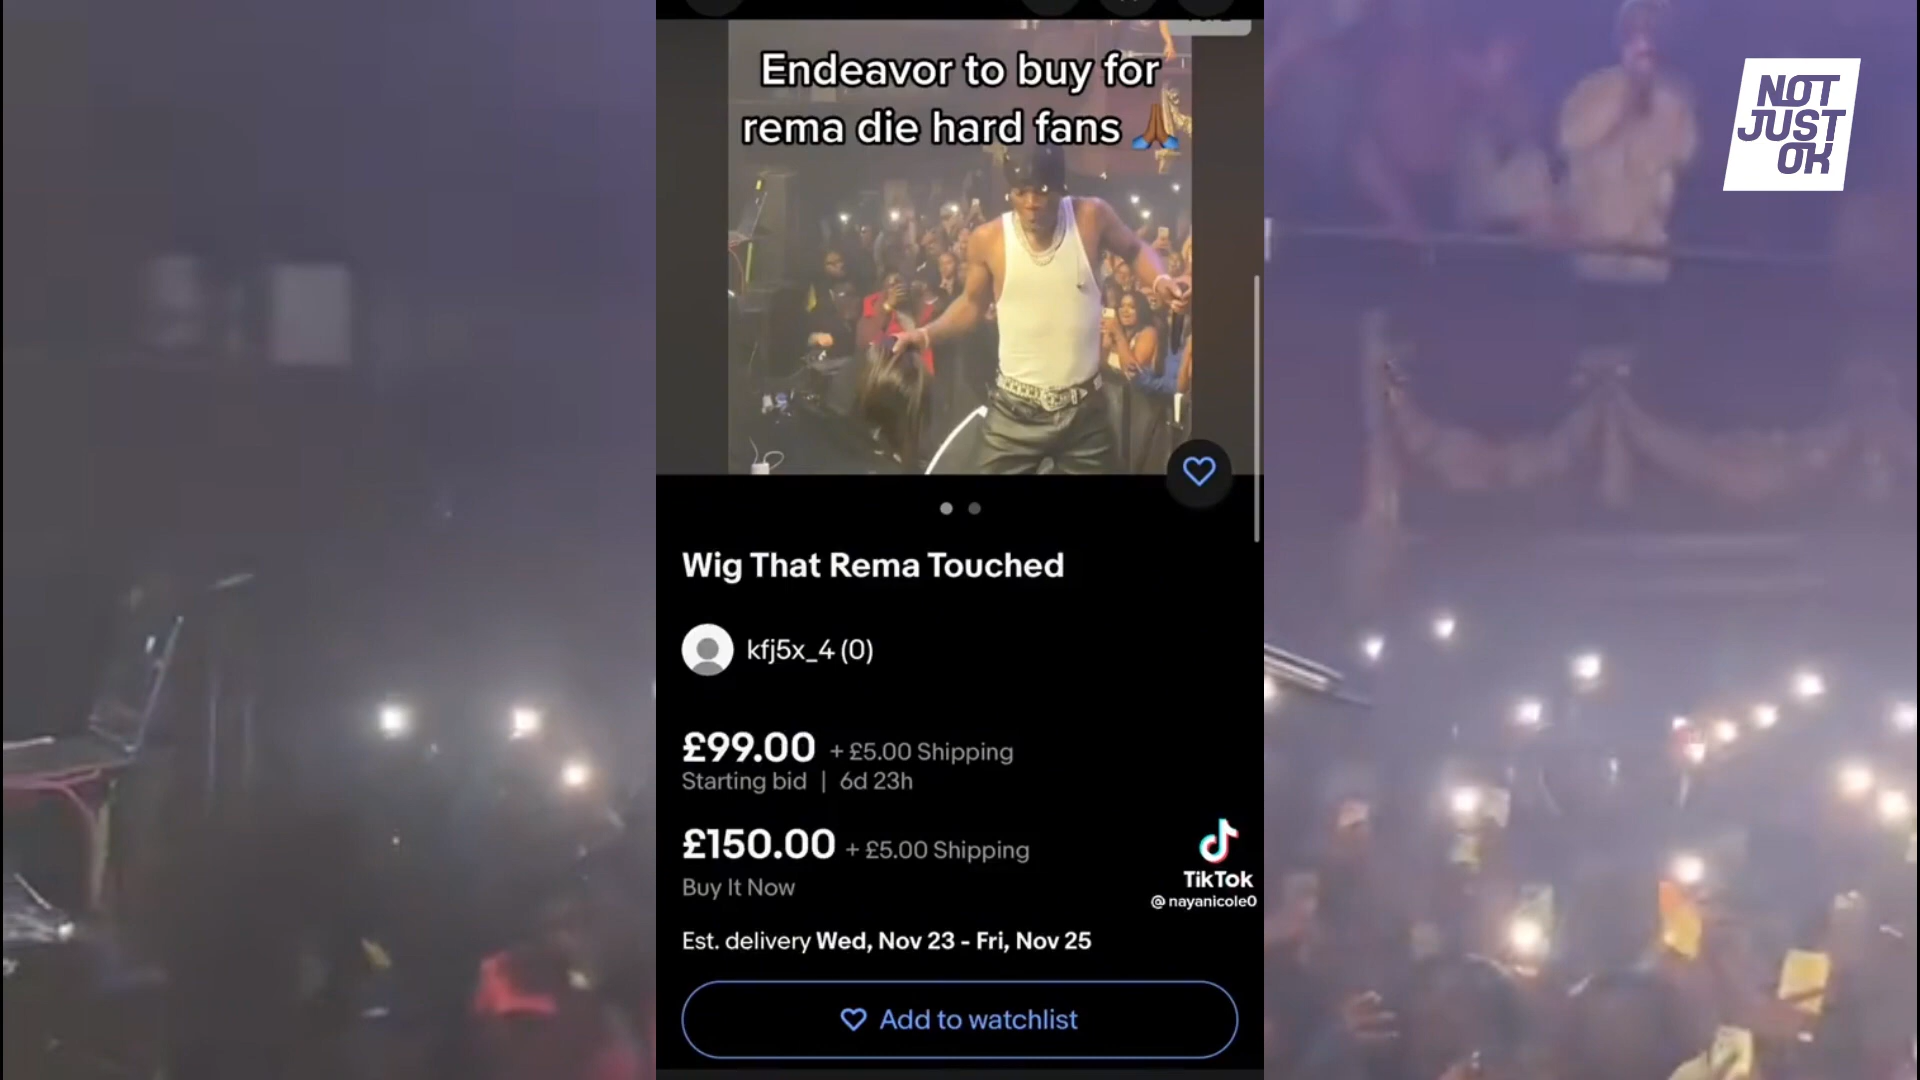 Endeavor to buy for
rema die hard fans 🙏🏾
NOT
JUST
OK
Wig That Rema Touched
kfj5x_4 (0)
£99.00 + £5.00 Shipping
Starting bid | 6d 23h
£150.00 + £5.00 Shipping
Buy It Now
TikTok
@nayanicole0
Est. delivery Wed, Nov 23 - Fri, Nov 25
Add to watchlist